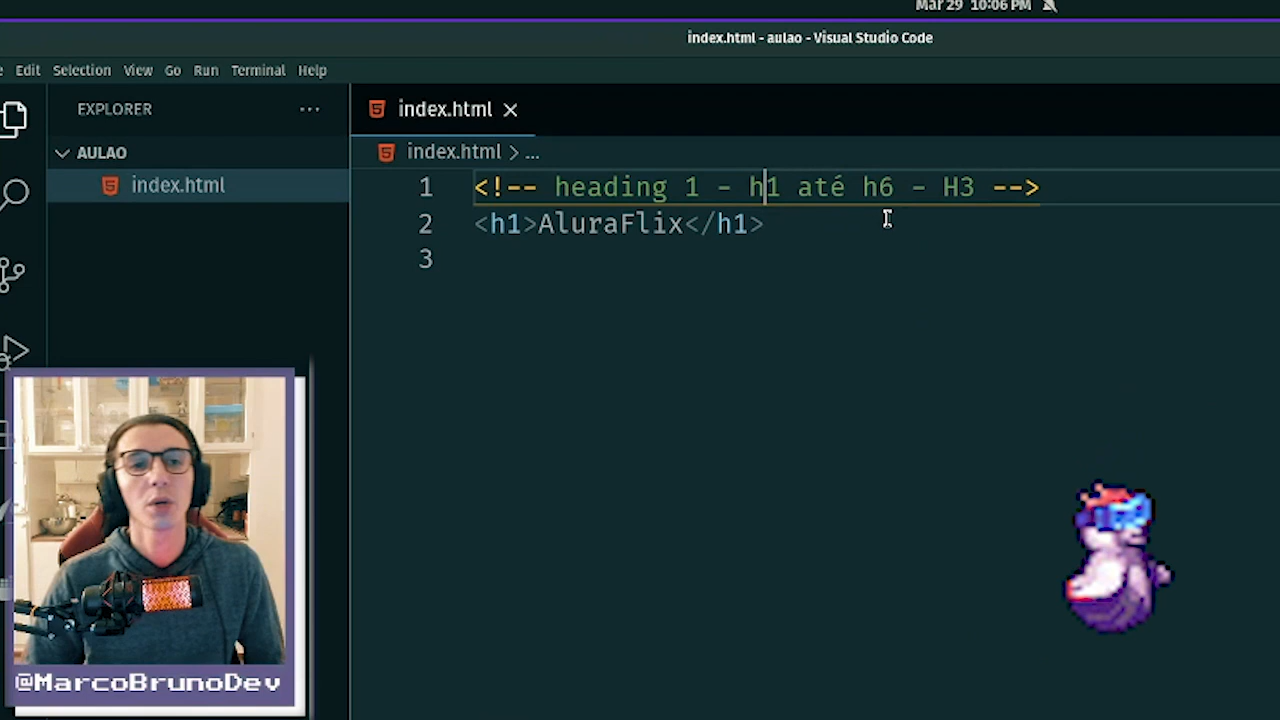 Mar 29 10:06 PM
index.html - aulao - Visual Studio Code
Edit Selection View Go Run Terminal Help
EXPLORER ...
index.html
AULAO
index.html > ...
index.html
1 <!-- heading 1 - h1 até h6 - H3 -->
2 <h1>AluraFlix</h1>
3
@MarcoBrunoDev